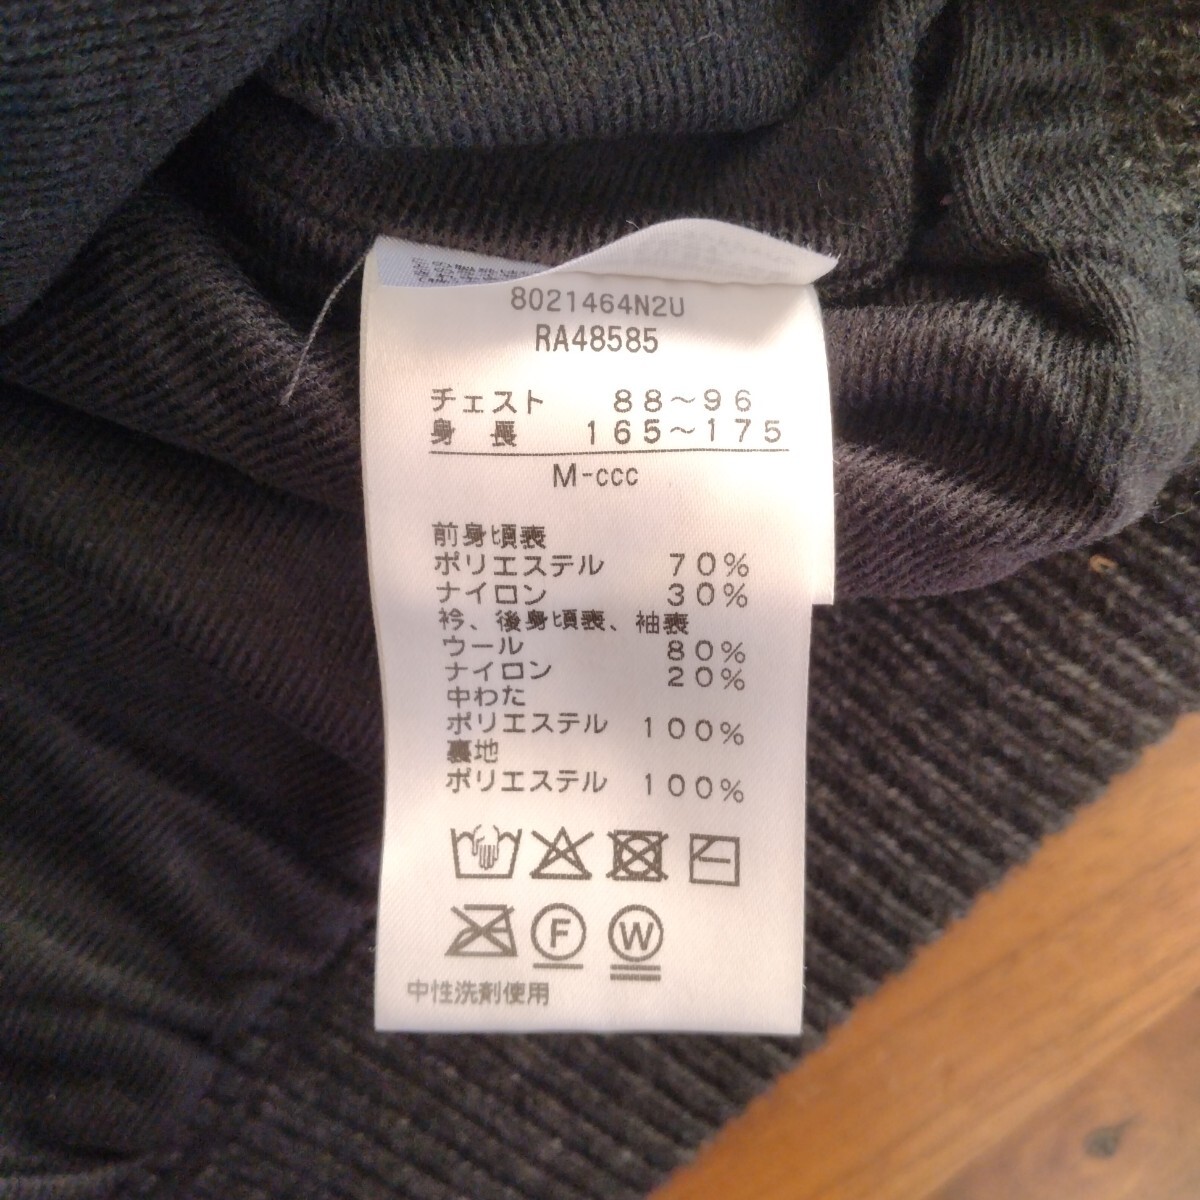 8021464N2U
RA48585
チェスト 88～96
身長 165～175
M-ccc
前身頃表
ポリエステル 70%
ナイロン 30%
衿、後身頃表、袖表
ウール 80%
ナイロン 20%
中わた
ポリエステル 100%
裏地
ポリエステル 100%
F W
中性洗剤使用